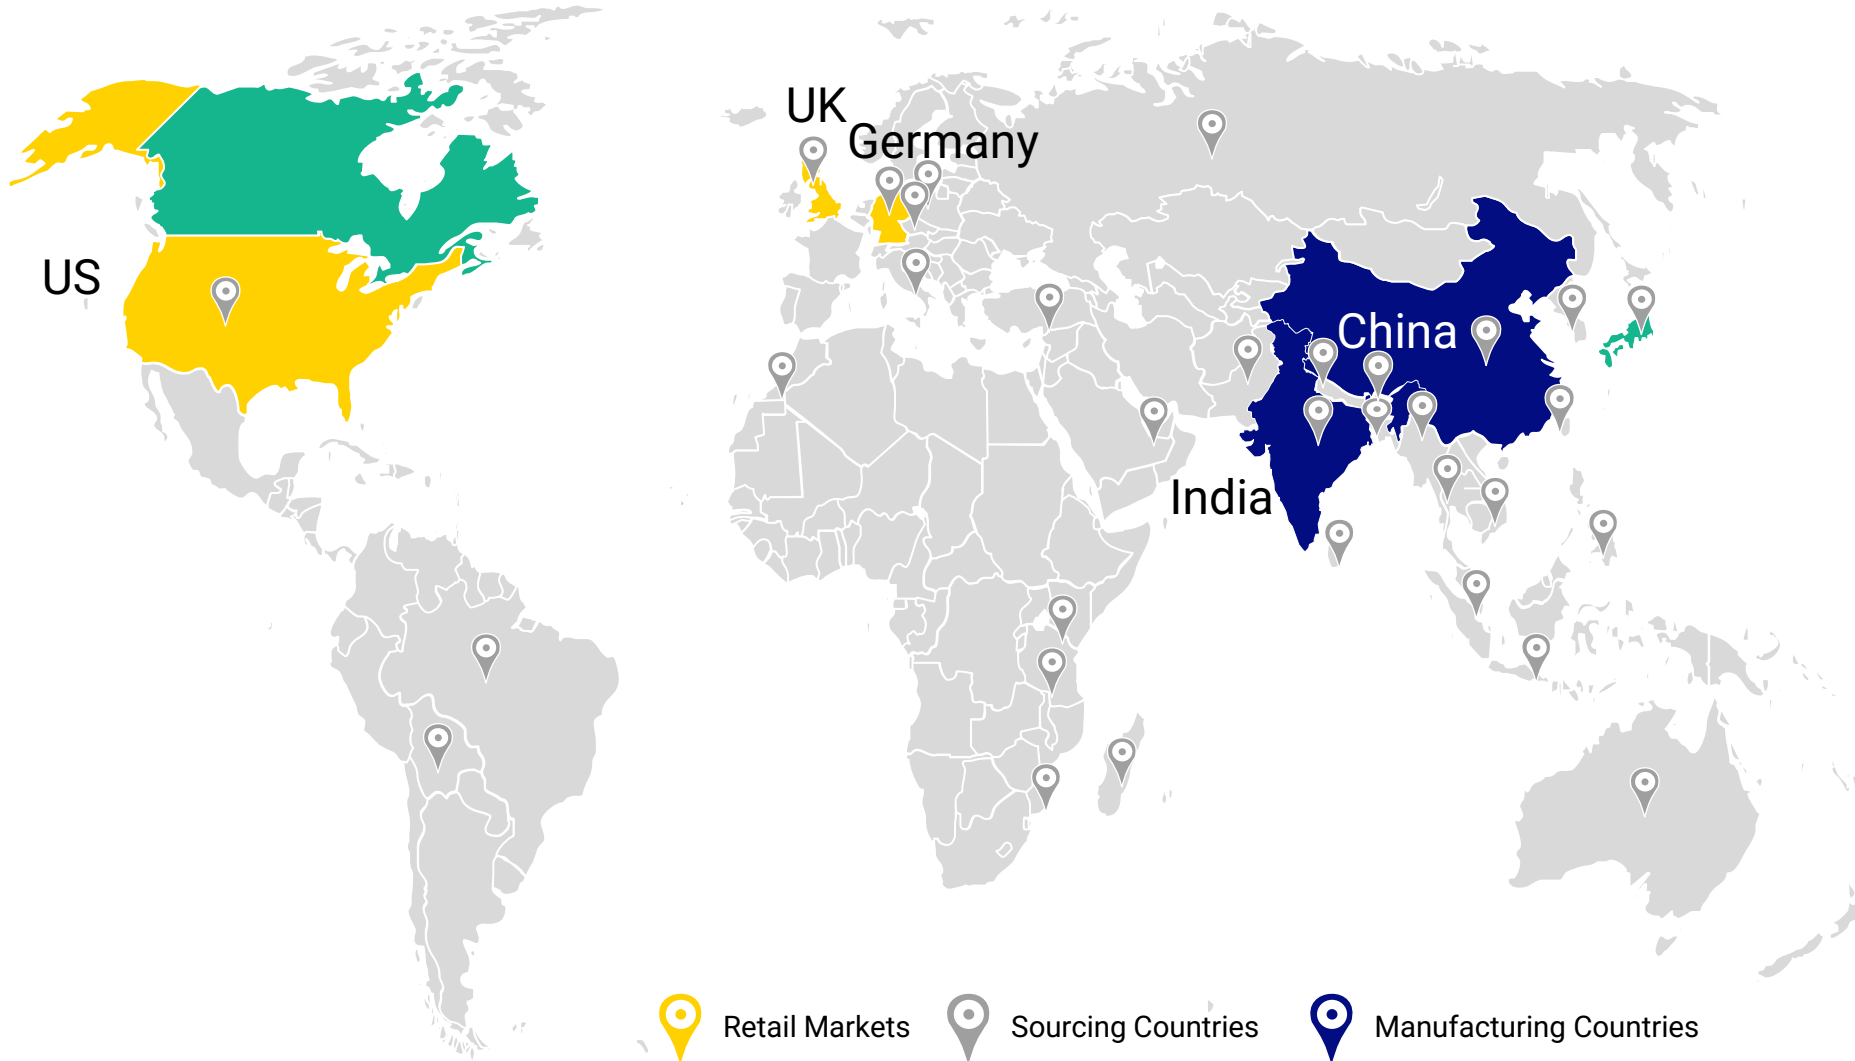 UK
Germany
US
China
India
Retail Markets
Sourcing Countries
Manufacturing Countries